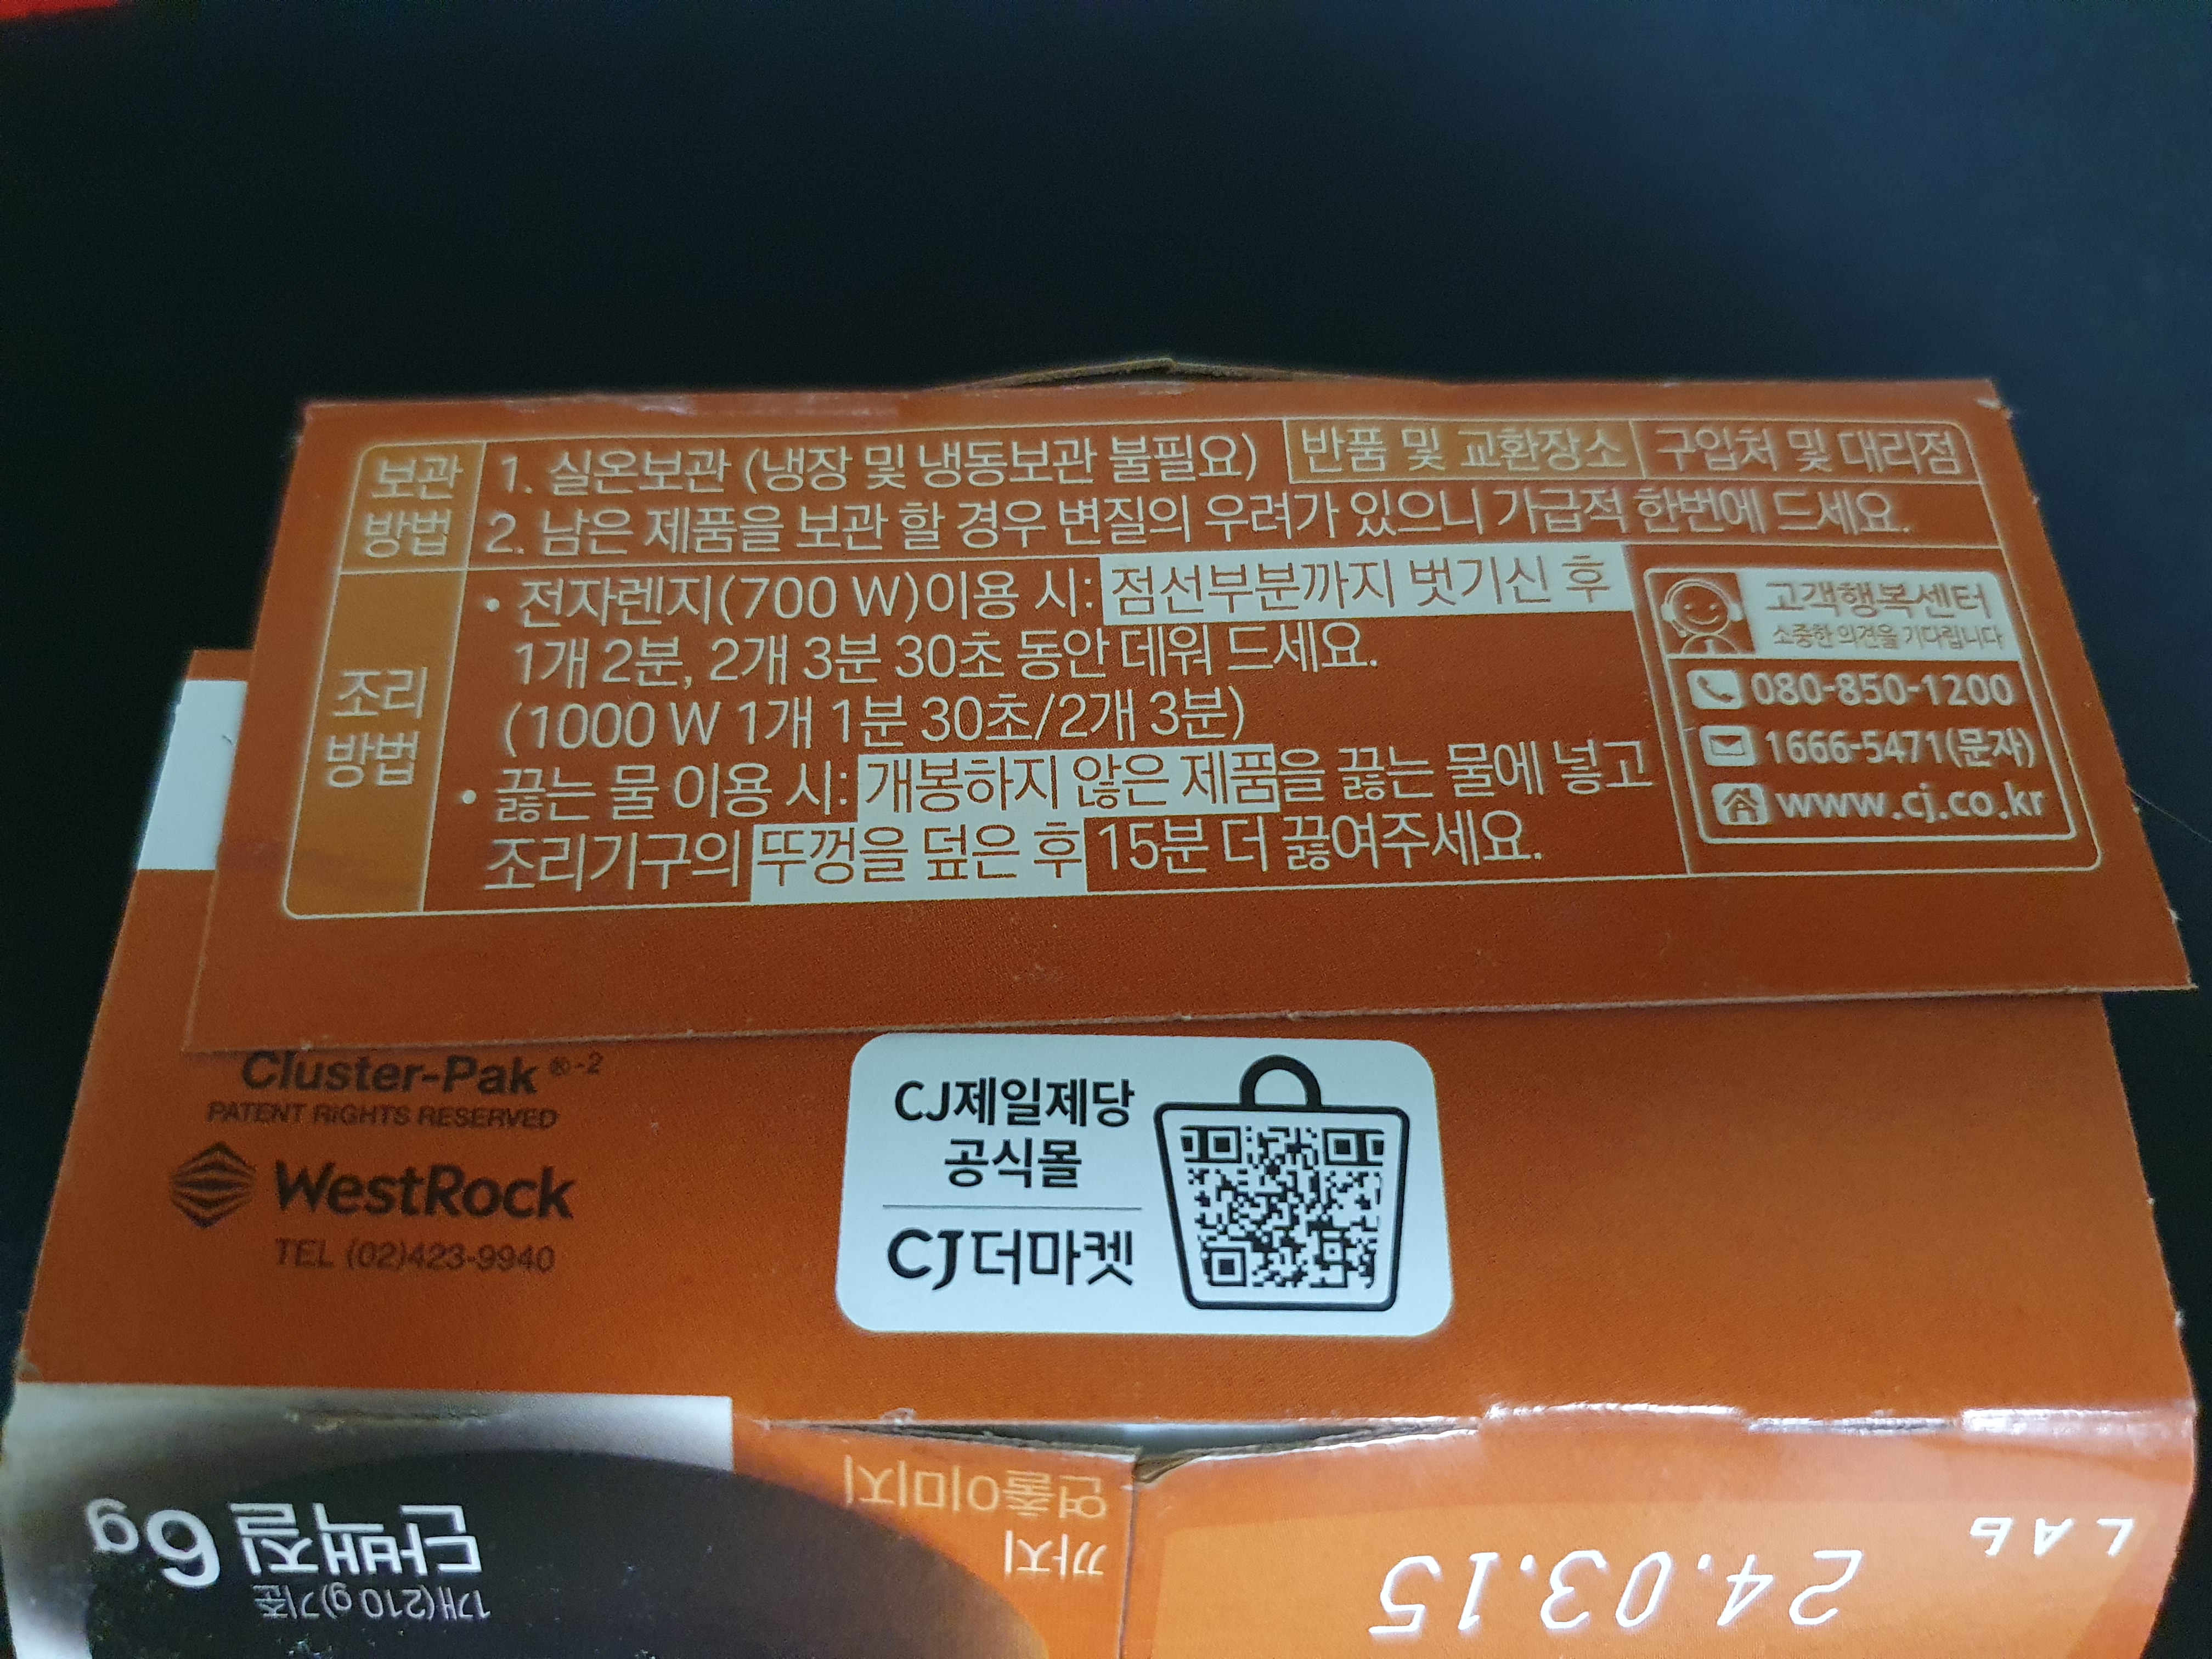 보관
방법
1. 실온보관 (냉장 및 냉동보관 불필요)
반품 및 교환장소
구입처 및 대리점
2. 남은 제품을 보관 할 경우 변질의 우려가 있으니 가급적 한번에 드세요.
조리
방법
• 전자렌지(700 W)이용 시: 점선부분까지 벗기신 후
1개 2분, 2개 3분 30초 동안 데워 드세요.
(1000 W 1개 1분 30초/2개 3분)
• 끓는 물 이용 시: 개봉하지 않은 제품을 끓는 물에 넣고
조리기구의 뚜껑을 덮은 후 15분 더 끓여주세요.
고객행복센터
소중한 의견을 기다립니다
080-850-1200
1666-5471(문자)
www.cj.co.kr
Cluster-Pak ®-2
PATENT RIGHTS RESERVED
WestRock
TEL (02)423-9940
CJ제일제당
공식몰
CJ더마켓
1개(210 g)기준
단백질 6g
까지
연출이미지
24.03.15